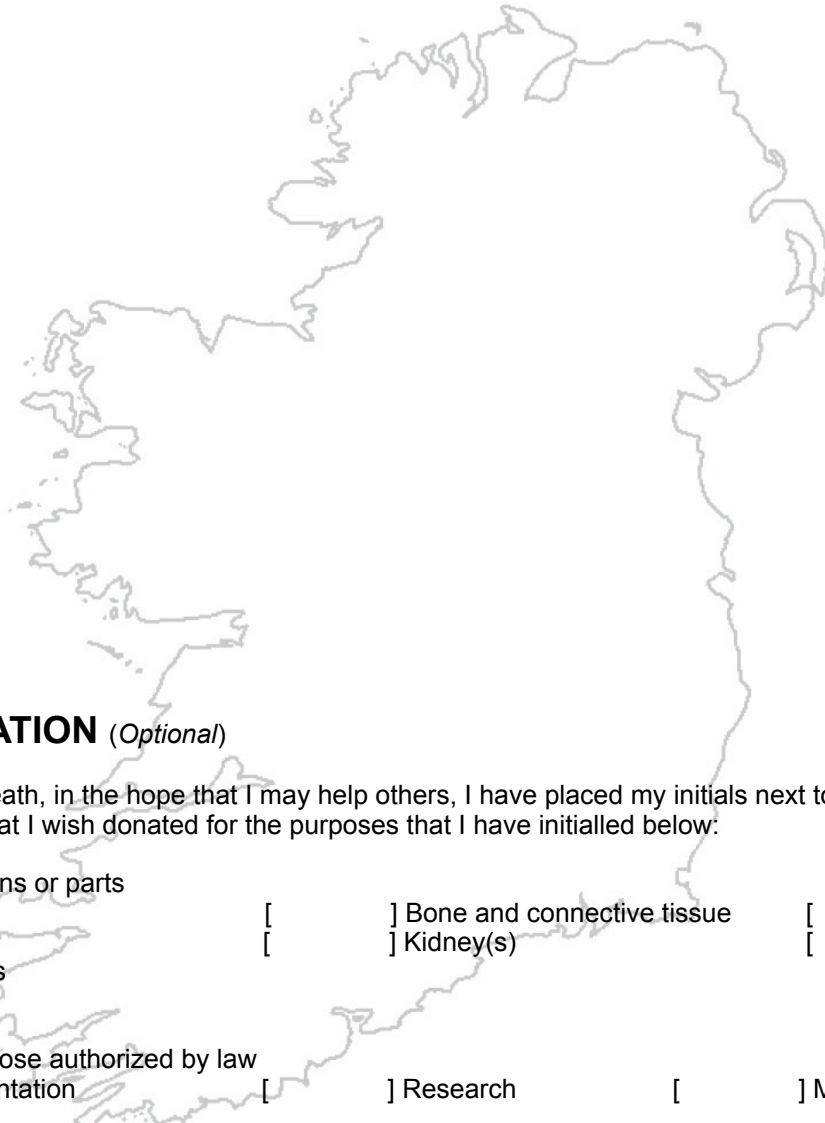 ATION (Optional)
eath, in the hope that I may help others, I have placed my initials next to
at I wish donated for the purposes that I have initialled below:
ns or parts
[ ] Bone and connective tissue [
[ ] Kidney(s) [
s
ose authorized by law
ntation [ ] Research [ ] M